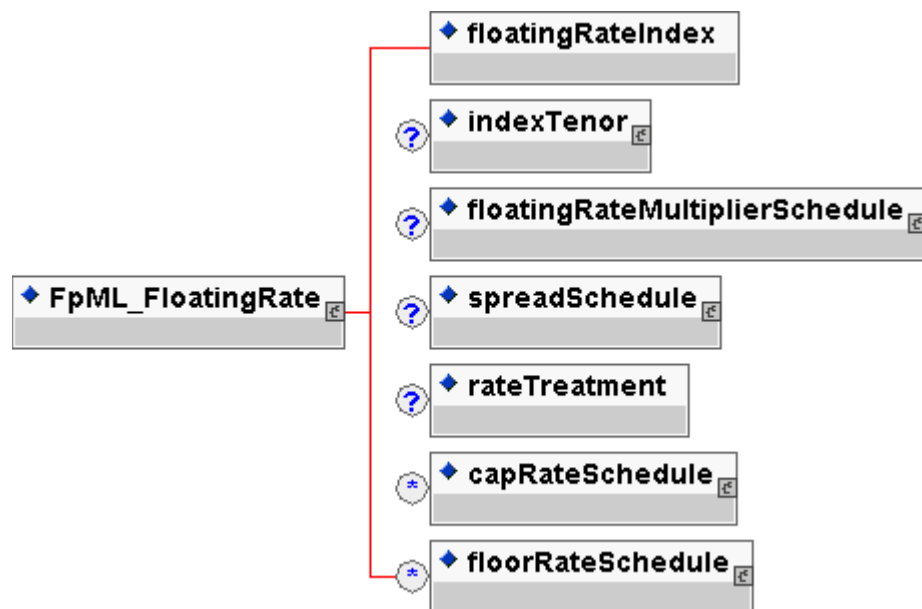 floatingRateIndex
? indexTenor
? floatingRateMultiplierSchedule
FpML_FloatingRate
? spreadSchedule
? rateTreatment
* capRateSchedule
* floorRateSchedule